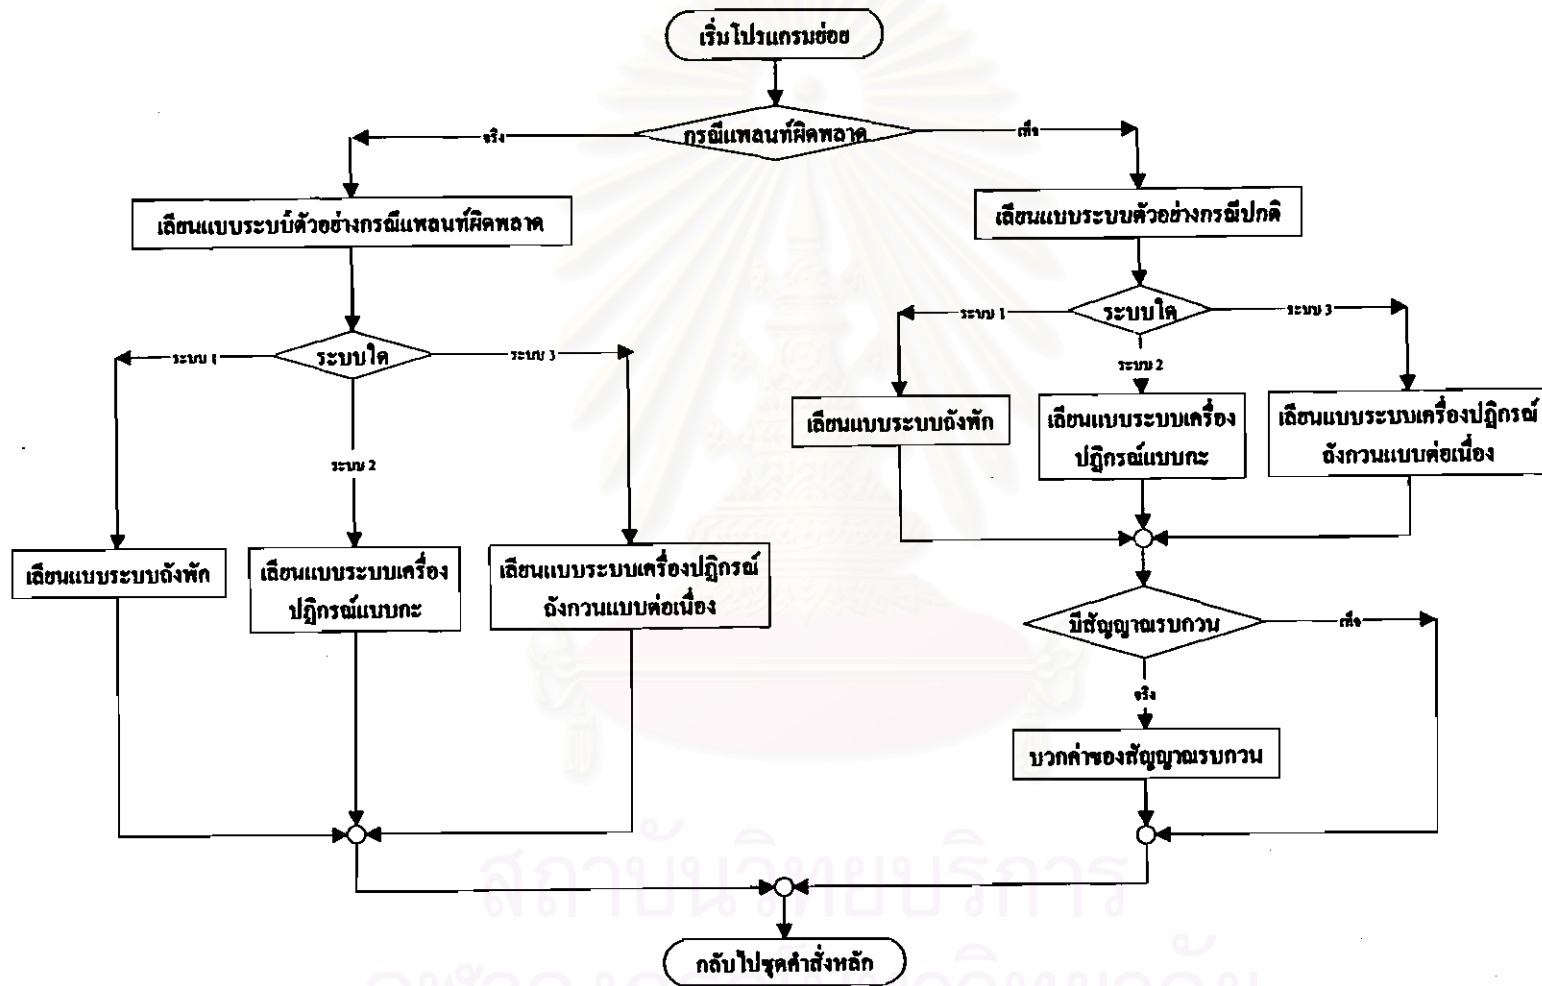 เริ่มโปรแกรมย่อย
กรณีแพลนท์ผิดพลาด
จริง
เท็จ
เลียนแบบระบบตัวอย่างกรณีแพลนท์ผิดพลาด
เลียนแบบระบบตัวอย่างกรณีปกติ
ระบบใด
ระบบ 1
ระบบ 3
ระบบ 2
เลียนแบบระบบถังพัก
เลียนแบบระบบเครื่อง
ปฏิกรณ์แบบกะ
เลียนแบบระบบเครื่องปฏิกรณ์
ถังกวนแบบต่อเนื่อง
ระบบใด
ระบบ 1
ระบบ 3
ระบบ 2
เลียนแบบระบบถังพัก
เลียนแบบระบบเครื่อง
ปฏิกรณ์แบบกะ
เลียนแบบระบบเครื่องปฏิกรณ์
ถังกวนแบบต่อเนื่อง
มีสัญญาณรบกวน
เท็จ
จริง
บวกค่าของสัญญาณรบกวน
กลับไปชุดคำสั่งหลัก
สถาบันวิทยบริการ